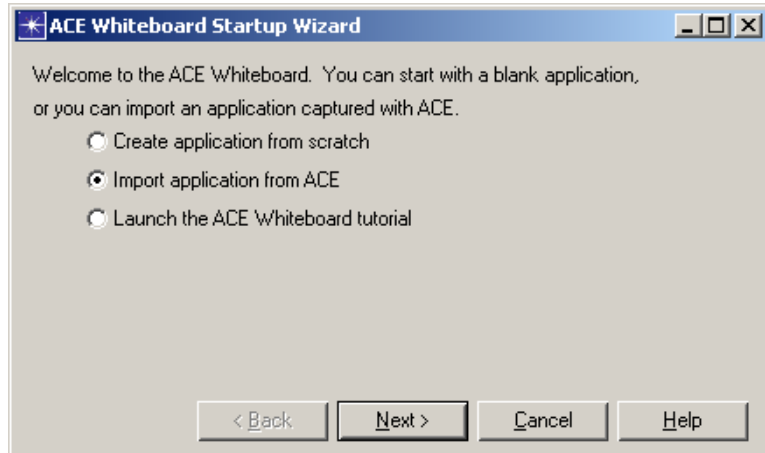 ACE Whiteboard Startup Wizard
Welcome to the ACE Whiteboard. You can start with a blank application,
or you can import an application captured with ACE.
Create application from scratch
Import application from ACE
Launch the ACE Whiteboard tutorial
< Back Next > Cancel Help